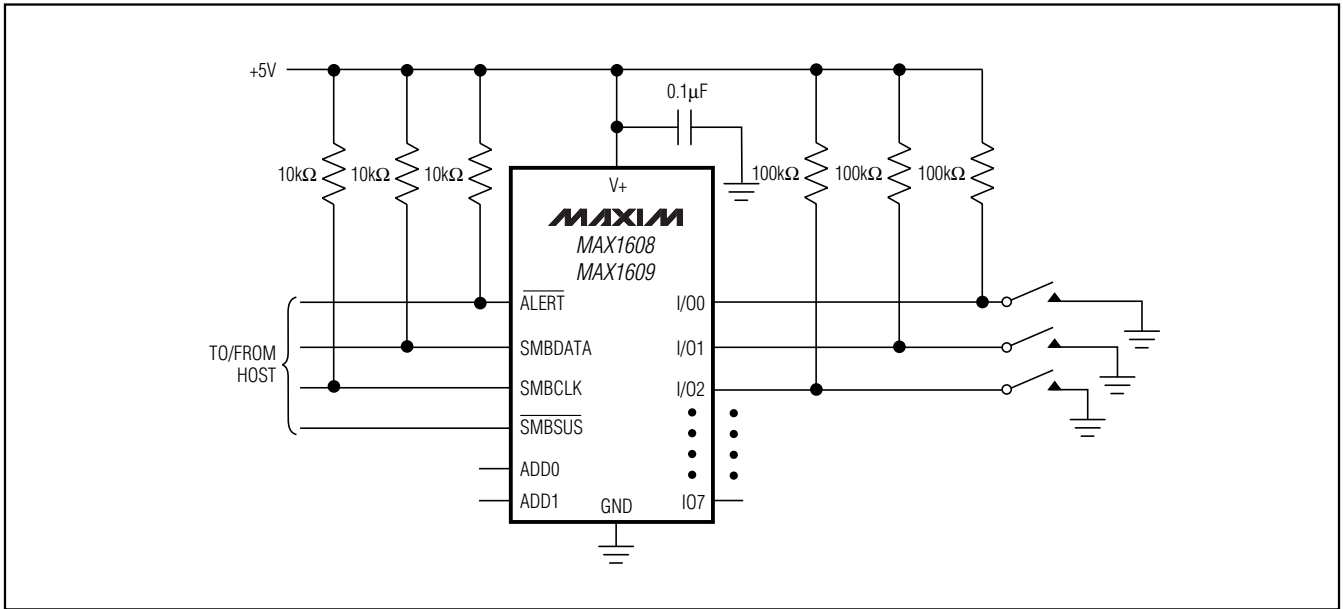 +5V
0.1μF
10kΩ
10kΩ
10kΩ
100kΩ
100kΩ
100kΩ
V+
MAXIM
MAX1608
MAX1609
ALERT
I/O0
SMBDATA
I/O1
TO/FROM
HOST
SMBCLK
I/O2
SMBSUS
ADD0
ADD1
GND
IO7